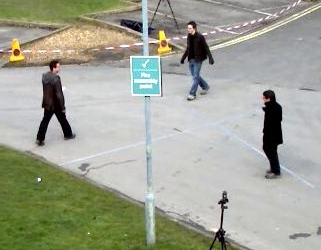 Fire
assembly
point